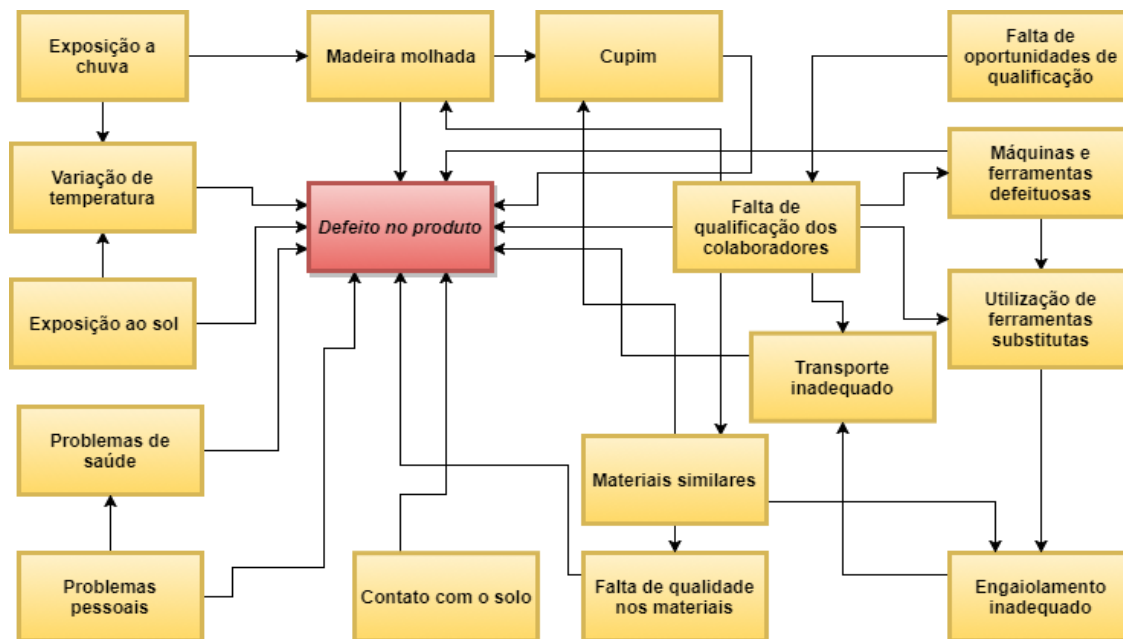 Exposição a
chuva
Madeira molhada
Cupim
Falta de
oportunidades de
qualificação
Variação de
temperatura
Defeito no produto
Falta de
qualificação dos
colaboradores
Máquinas e
ferramentas
defeituosas
Exposição ao sol
Utilização de
ferramentas
substitutas
Transporte
inadequado
Problemas de
saúde
Materiais similares
Problemas
pessoais
Contato com o solo
Falta de qualidade
nos materiais
Engaiolamento
inadequado